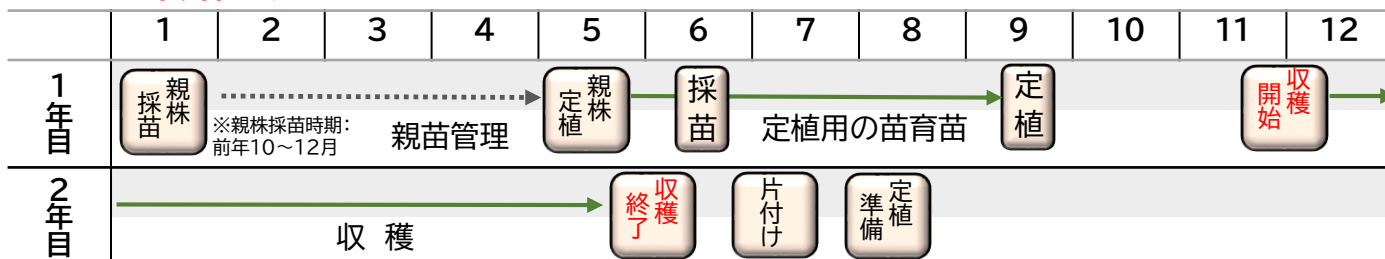 1 2 3 4 5 6 7 8 9 10 11 12
1年目
親株
採苗
※親株採苗時期：
前年10～12月
親苗管理
親株
定植
採苗
定植用の苗育苗
定植
収穫
開始
2年目
収 穫
収穫
終了
片付け
定植
準備